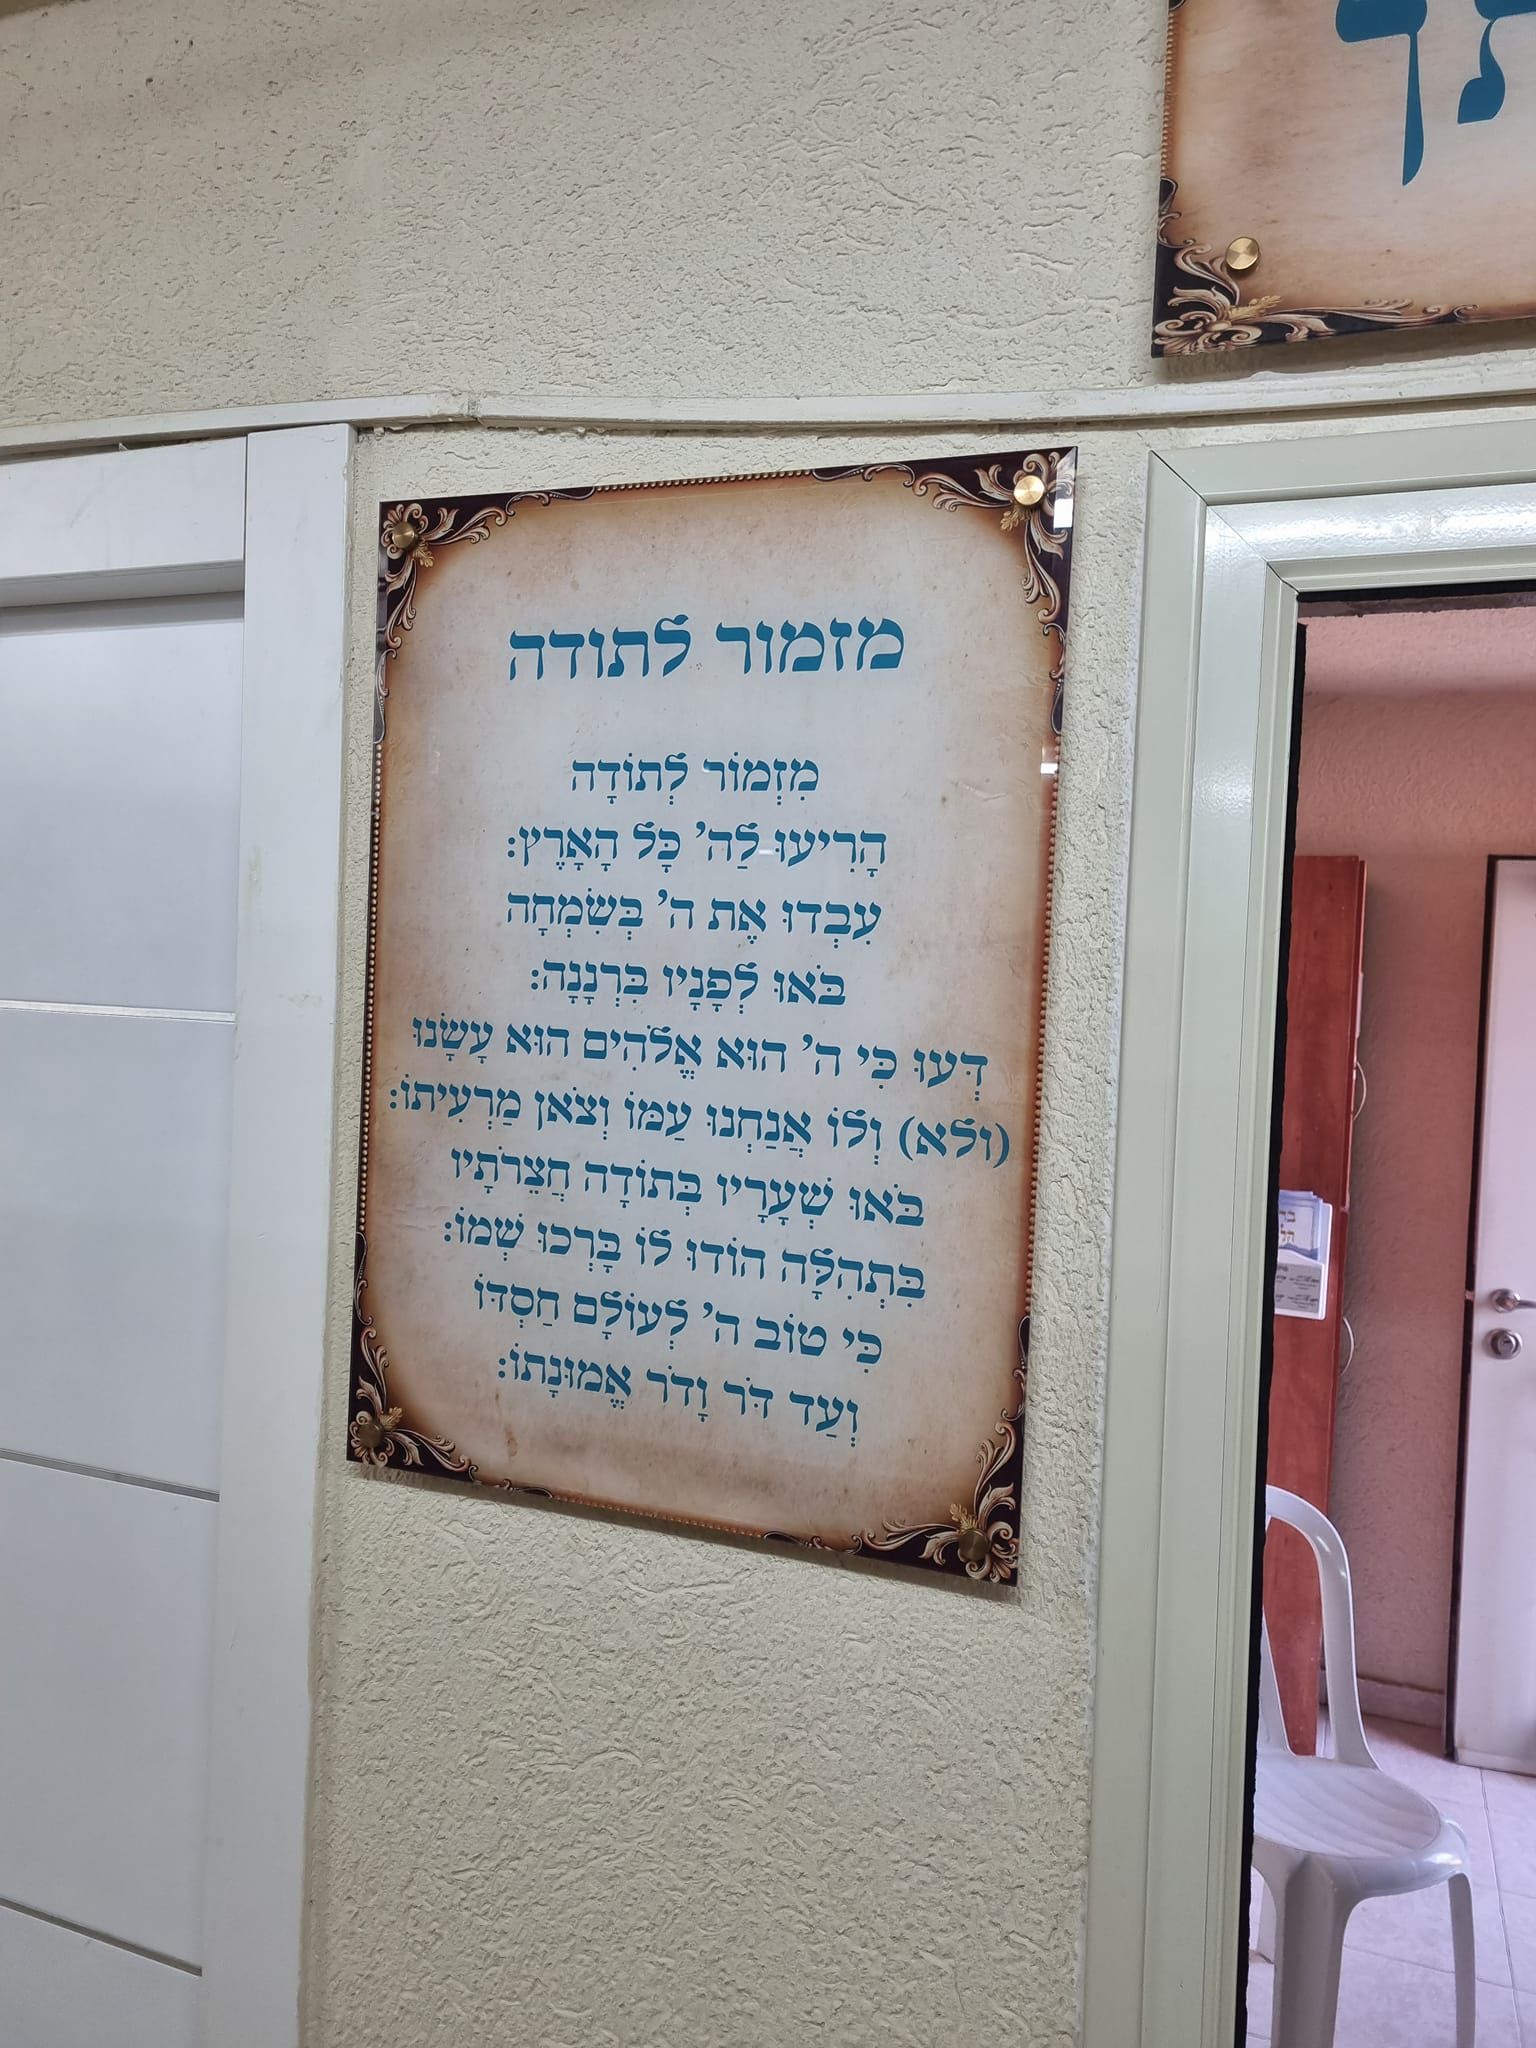 מזמור לתודה
מִזְמוֹר לְתוֹדָה
הָרִיעוּ לַה' כָּל הָאָרֶץ:
עִבְדוּ אֶת ה' בְּשִׂמְחָה
בֹּאוּ לְפָנָיו בִּרְנָנָה:
דְּעוּ כִּי ה' הוּא אֱלֹהִים הוּא עָשָׂנוּ
(ולא) וְלוֹ אֲנַחְנוּ עַמּוֹ וְצֹאן מַרְעִיתוֹ:
בֹּאוּ שְׁעָרָיו בְּתוֹדָה חֲצֵרֹתָיו
בִּתְהִלָּה הוֹדוּ לוֹ בָּרְכוּ שְׁמוֹ:
כִּי טוֹב ה' לְעוֹלָם חַסְדּוֹ
וְעַד דֹּר וָדֹר אֱמוּנָתוֹ: